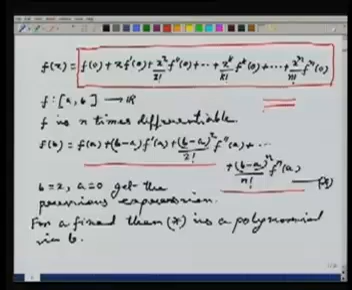 f(x) = f(0) + x f'(0) + x²/2! f''(0) + ... + x^k/k! f^k(0) + ... + x^n/n! f^n(0)
f : [a, b] → ℝ
f is n times differentiable.
f(b) = f(a) + (b-a) f'(a) + (b-a)²/2! f''(a) + ...
+ (b-a)^n/n! f^n(a) — (*)
b = x, a = 0 get the
previous expression.
For a fixed then (*) is a polynomial
in b.